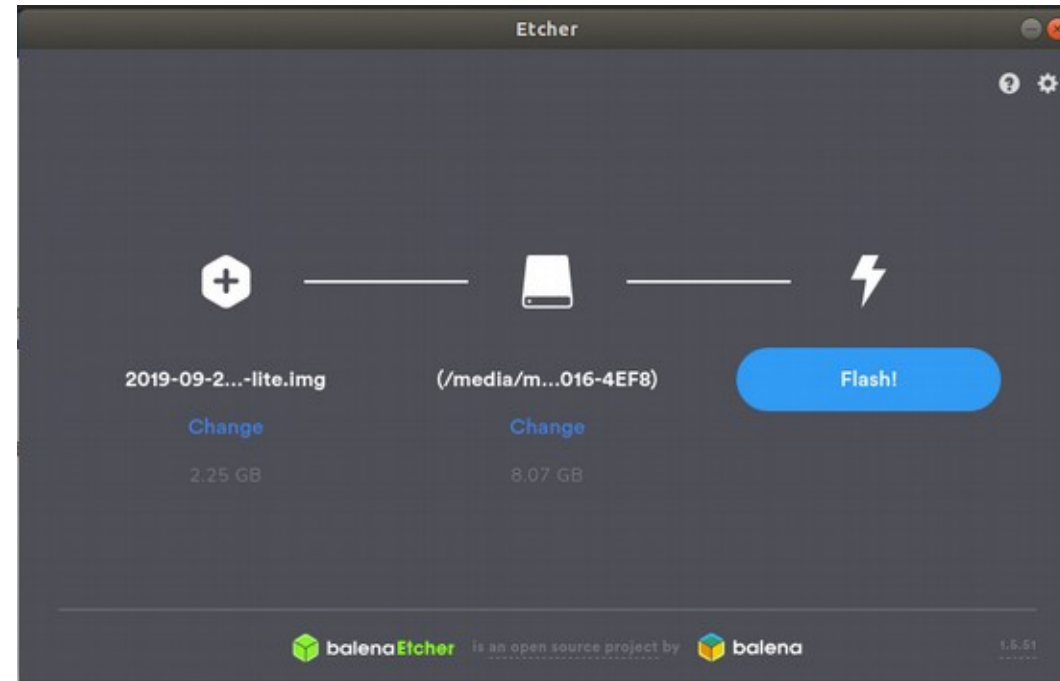 Etcher
2019-09-2...-lite.img
(/media/m...016-4EF8)
Flash!
Change
Change
2.25 GB
8.07 GB
balenaEtcher is an open source project by balena
1.5.51